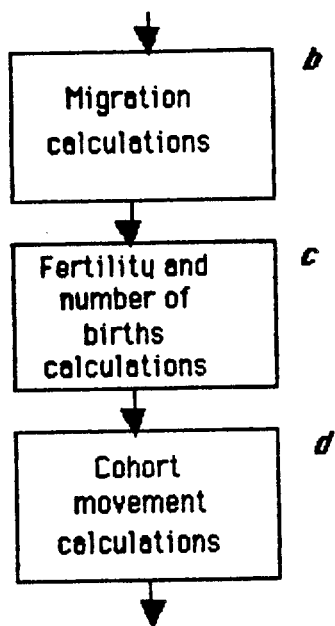 b
Migration
calculations
c
Fertility and
number of
births
calculations
d
Cohort
movement
calculations